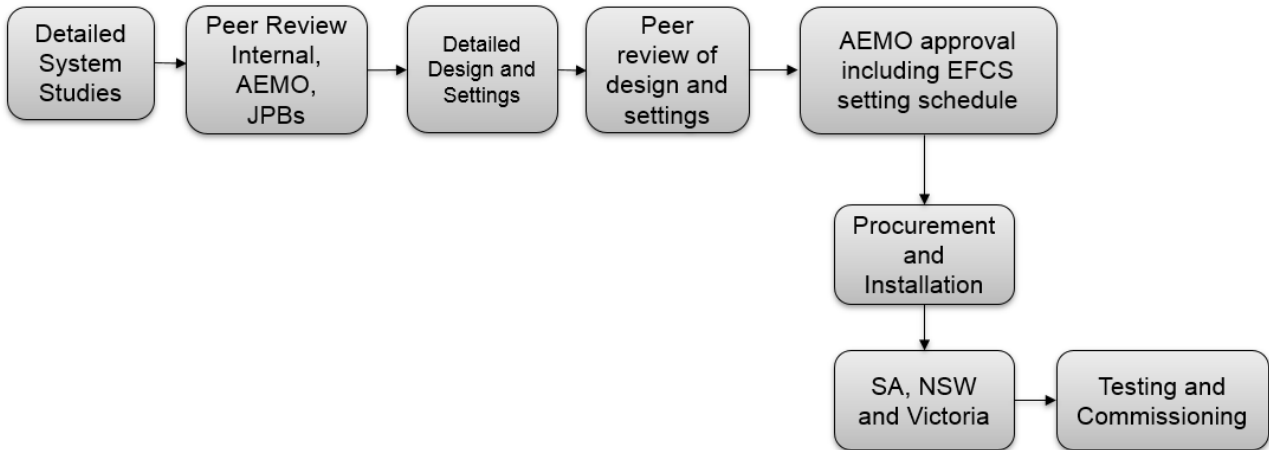 Detailed
System
Studies
Peer Review
Internal,
AEMO,
JPBs
Detailed
Design and
Settings
Peer
review of
design and
settings
AEMO approval
including EFCS
setting schedule
Procurement
and
Installation
SA, NSW
and Victoria
Testing and
Commissioning